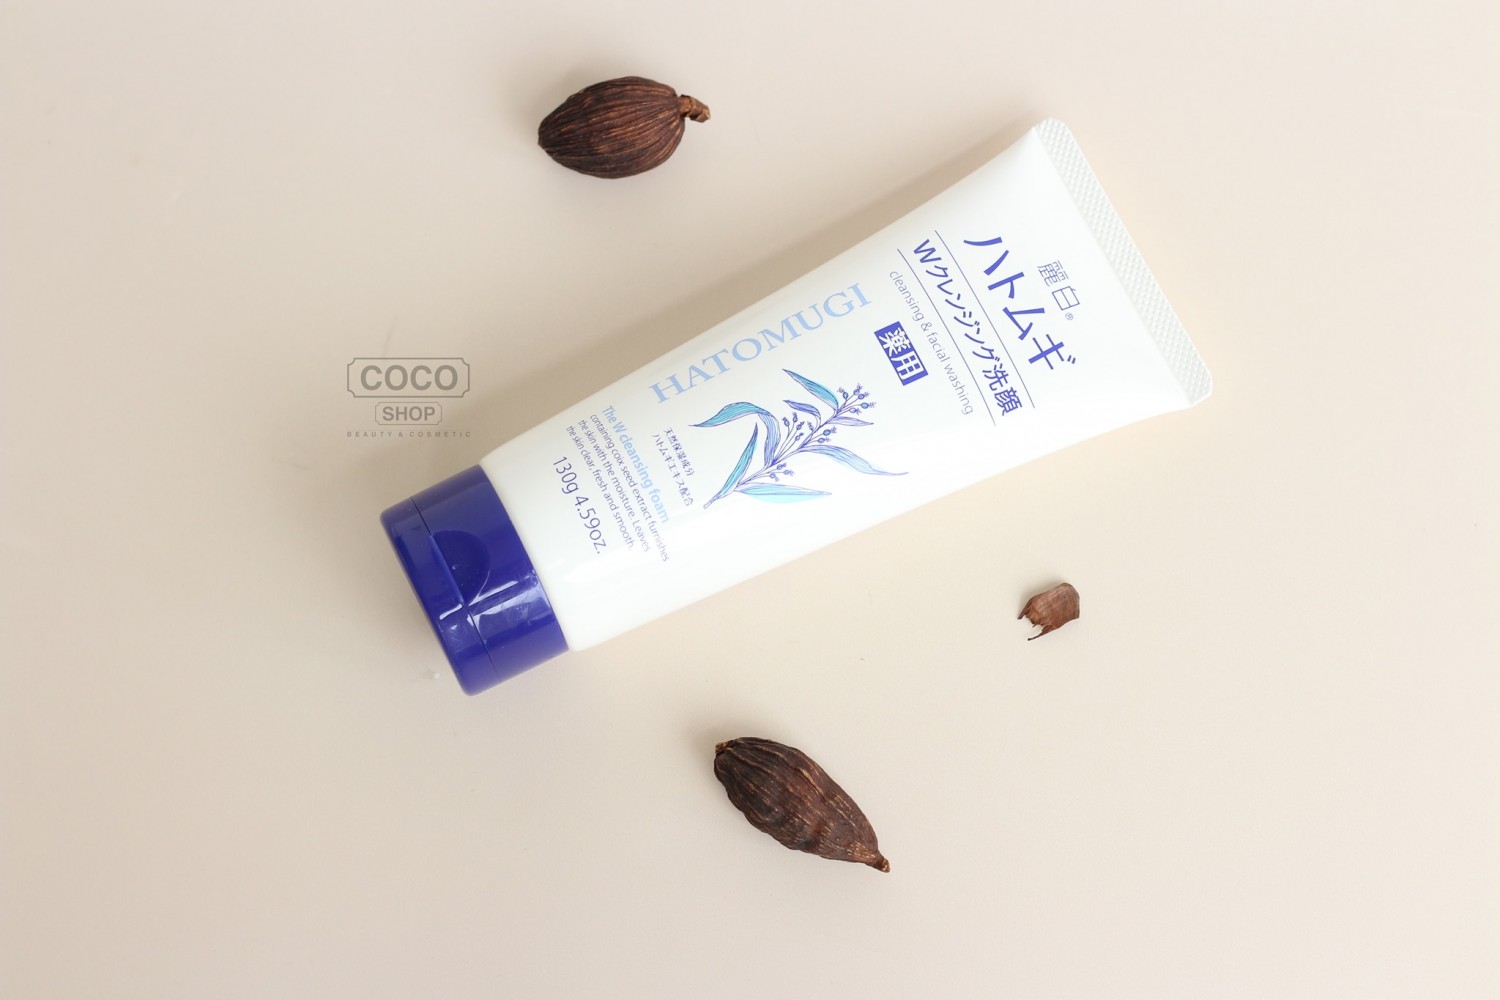 麗白®
ハトムギ
Wクレンジング洗顔
cleansing & facial washing
薬用
HATOMUGI
天然保湿成分
ハトムギエキス配合
The W cleansing foam
containing coix seed extract furnishes
the skin with the moisture. Leaves
the skin clear, fresh and smooth.
130g 4.59oz.
COCO
SHOP
BEAUTY & COSMETIC